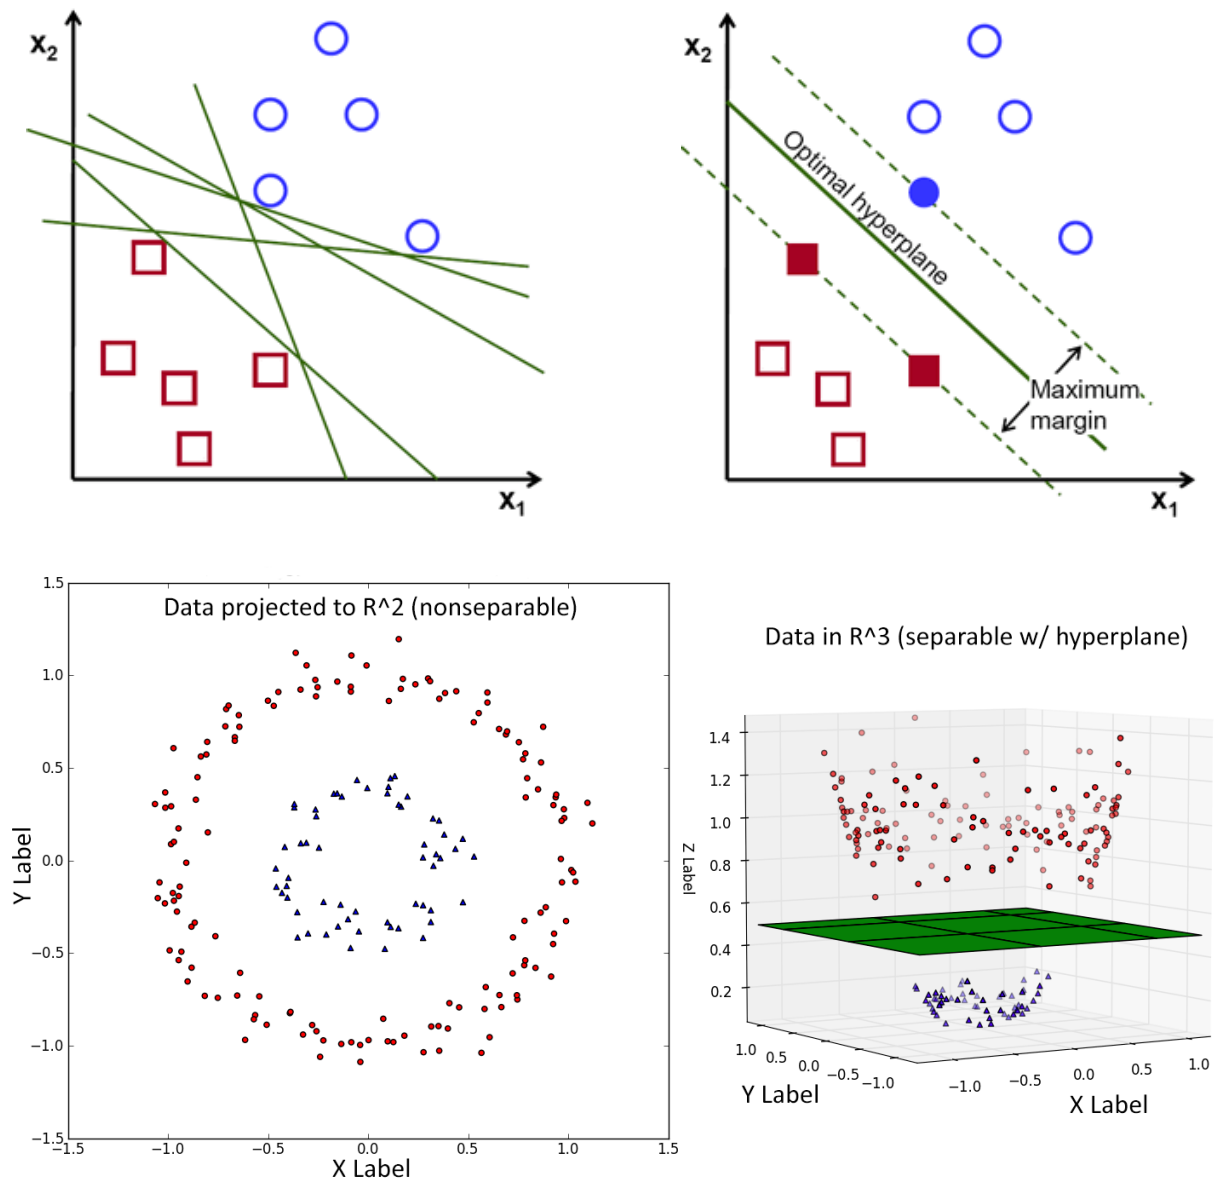 x2
x1
x2
Optimal hyperplane
Maximum
margin
x1
Data projected to R^2 (nonseparable)
1.5
1.0
0.5
0.0
−0.5
−1.0
−1.5
Y Label
−1.5
−1.0
−0.5
0.0
0.5
1.0
1.5
X Label
Data in R^3 (separable w/ hyperplane)
1.4
1.2
1.0
0.8
0.6
0.4
0.2
Z Label
1.0
0.5
0.0
−0.5
−1.0
Y Label
−1.0
−0.5
0.0
0.5
1.0
X Label